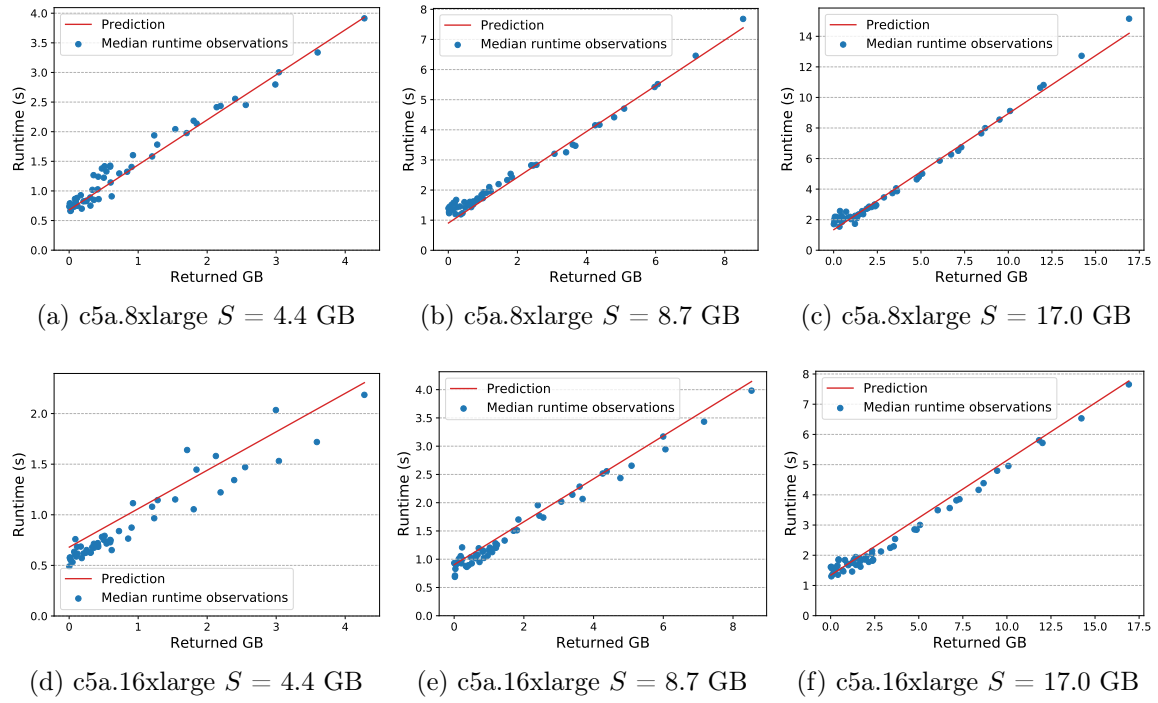 4.0
3.5
3.0
2.5
2.0
1.5
1.0
0.5
0.0
Runtime (s)
Prediction
Median runtime observations
0 1 2 3 4
Returned GB
(a) c5a.8xlarge S = 4.4 GB
8
7
6
5
4
3
2
1
0
Runtime (s)
Prediction
Median runtime observations
0 2 4 6 8
Returned GB
(b) c5a.8xlarge S = 8.7 GB
14
12
10
8
6
4
2
0
Runtime (s)
Prediction
Median runtime observations
0.0 2.5 5.0 7.5 10.0 12.5 15.0 17.5
Returned GB
(c) c5a.8xlarge S = 17.0 GB
2.0
1.5
1.0
0.5
0.0
Runtime (s)
Prediction
Median runtime observations
0 1 2 3 4
Returned GB
(d) c5a.16xlarge S = 4.4 GB
4.0
3.5
3.0
2.5
2.0
1.5
1.0
0.5
0.0
Runtime (s)
Prediction
Median runtime observations
0 2 4 6 8
Returned GB
(e) c5a.16xlarge S = 8.7 GB
8
7
6
5
4
3
2
1
0
Runtime (s)
Prediction
Median runtime observations
0.0 2.5 5.0 7.5 10.0 12.5 15.0 17.5
Returned GB
(f) c5a.16xlarge S = 17.0 GB